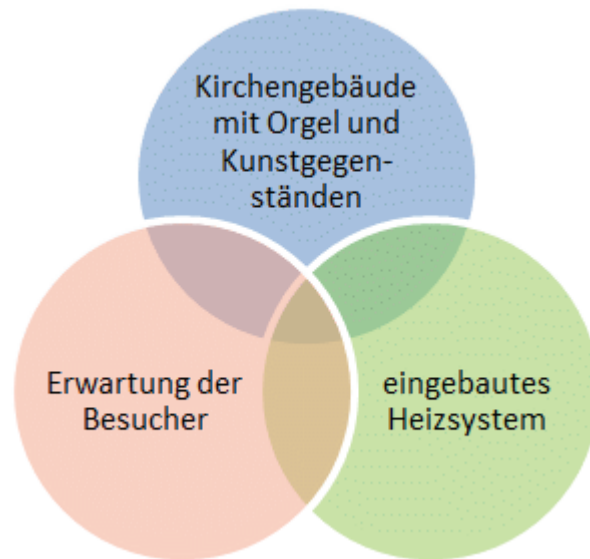 Kirchengebäude
mit Orgel und
Kunstgegen-
ständen
Erwartung der
Besucher
eingebautes
Heizsystem